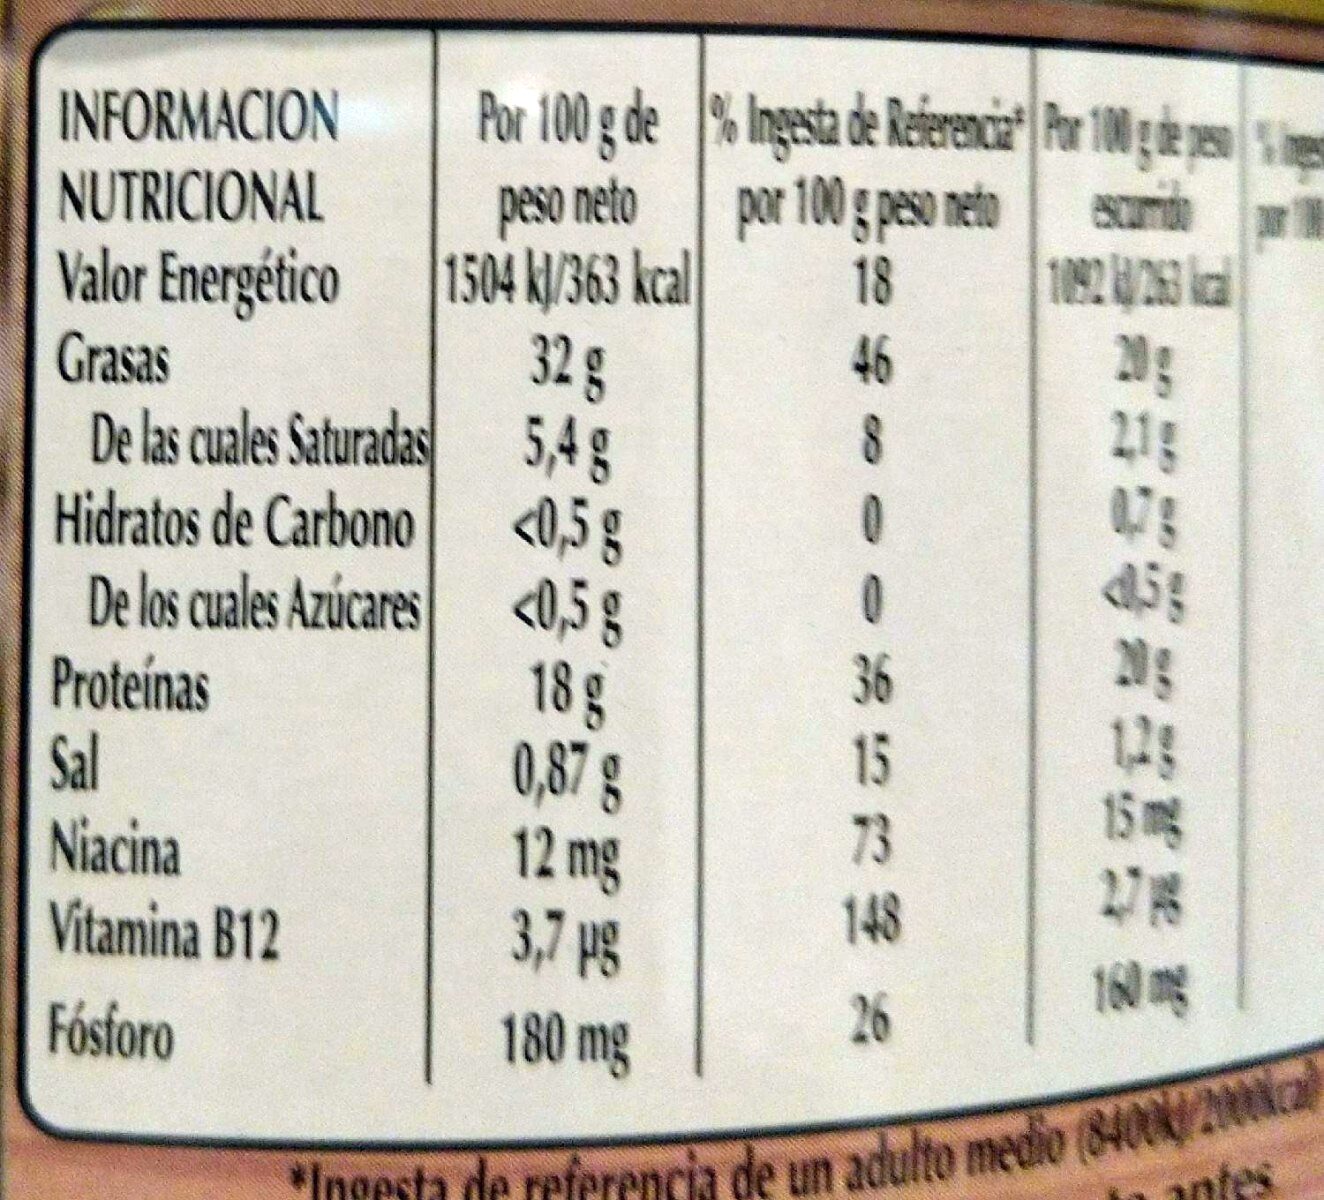 INFORMACION NUTRICIONAL Por 100 g de peso neto % Ingesta de Referencia* por 100 g peso neto Por 100 g de peso escurrido
Valor Energético 1504 kJ/363 kcal 18 1092 kJ/263 kcal
Grasas 32 g 46 20 g
De las cuales Saturadas 5,4 g 8 2,1 g
Hidratos de Carbono <0,5 g 0 0,7 g
De los cuales Azúcares <0,5 g 0 <0,5 g
Proteínas 18 g 36 20 g
Sal 0,87 g 15 1,2 g
Niacina 12 mg 73 15 mg
Vitamina B12 3,7 µg 148 2,7 µg
Fósforo 180 mg 26 160 mg
*Ingesta de referencia de un adulto medio (8400kJ/2000kcal)
antes